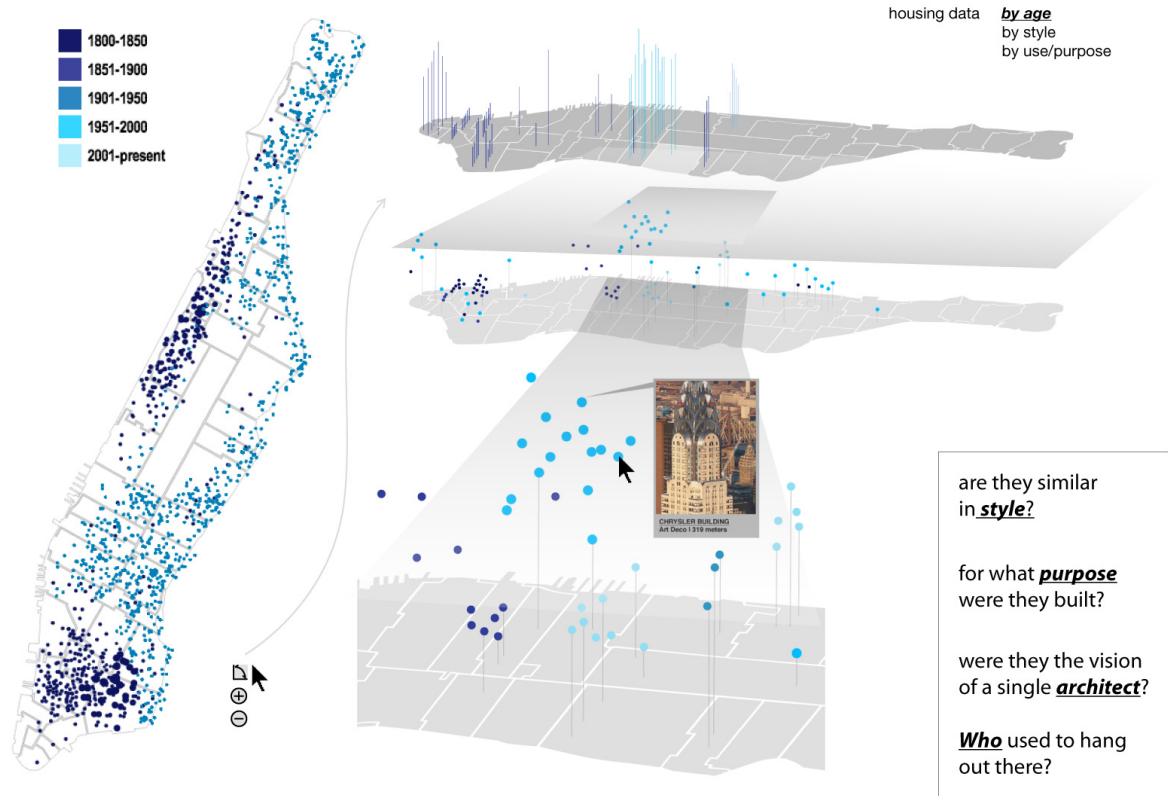 housing data by age
by style
by use/purpose
1800-1850
1851-1900
1901-1950
1951-2000
2001-present
CHRYSLER BUILDING
Art Deco | 319 meters
are they similar
in style?
for what purpose
were they built?
were they the vision
of a single architect?
Who used to hang
out there?